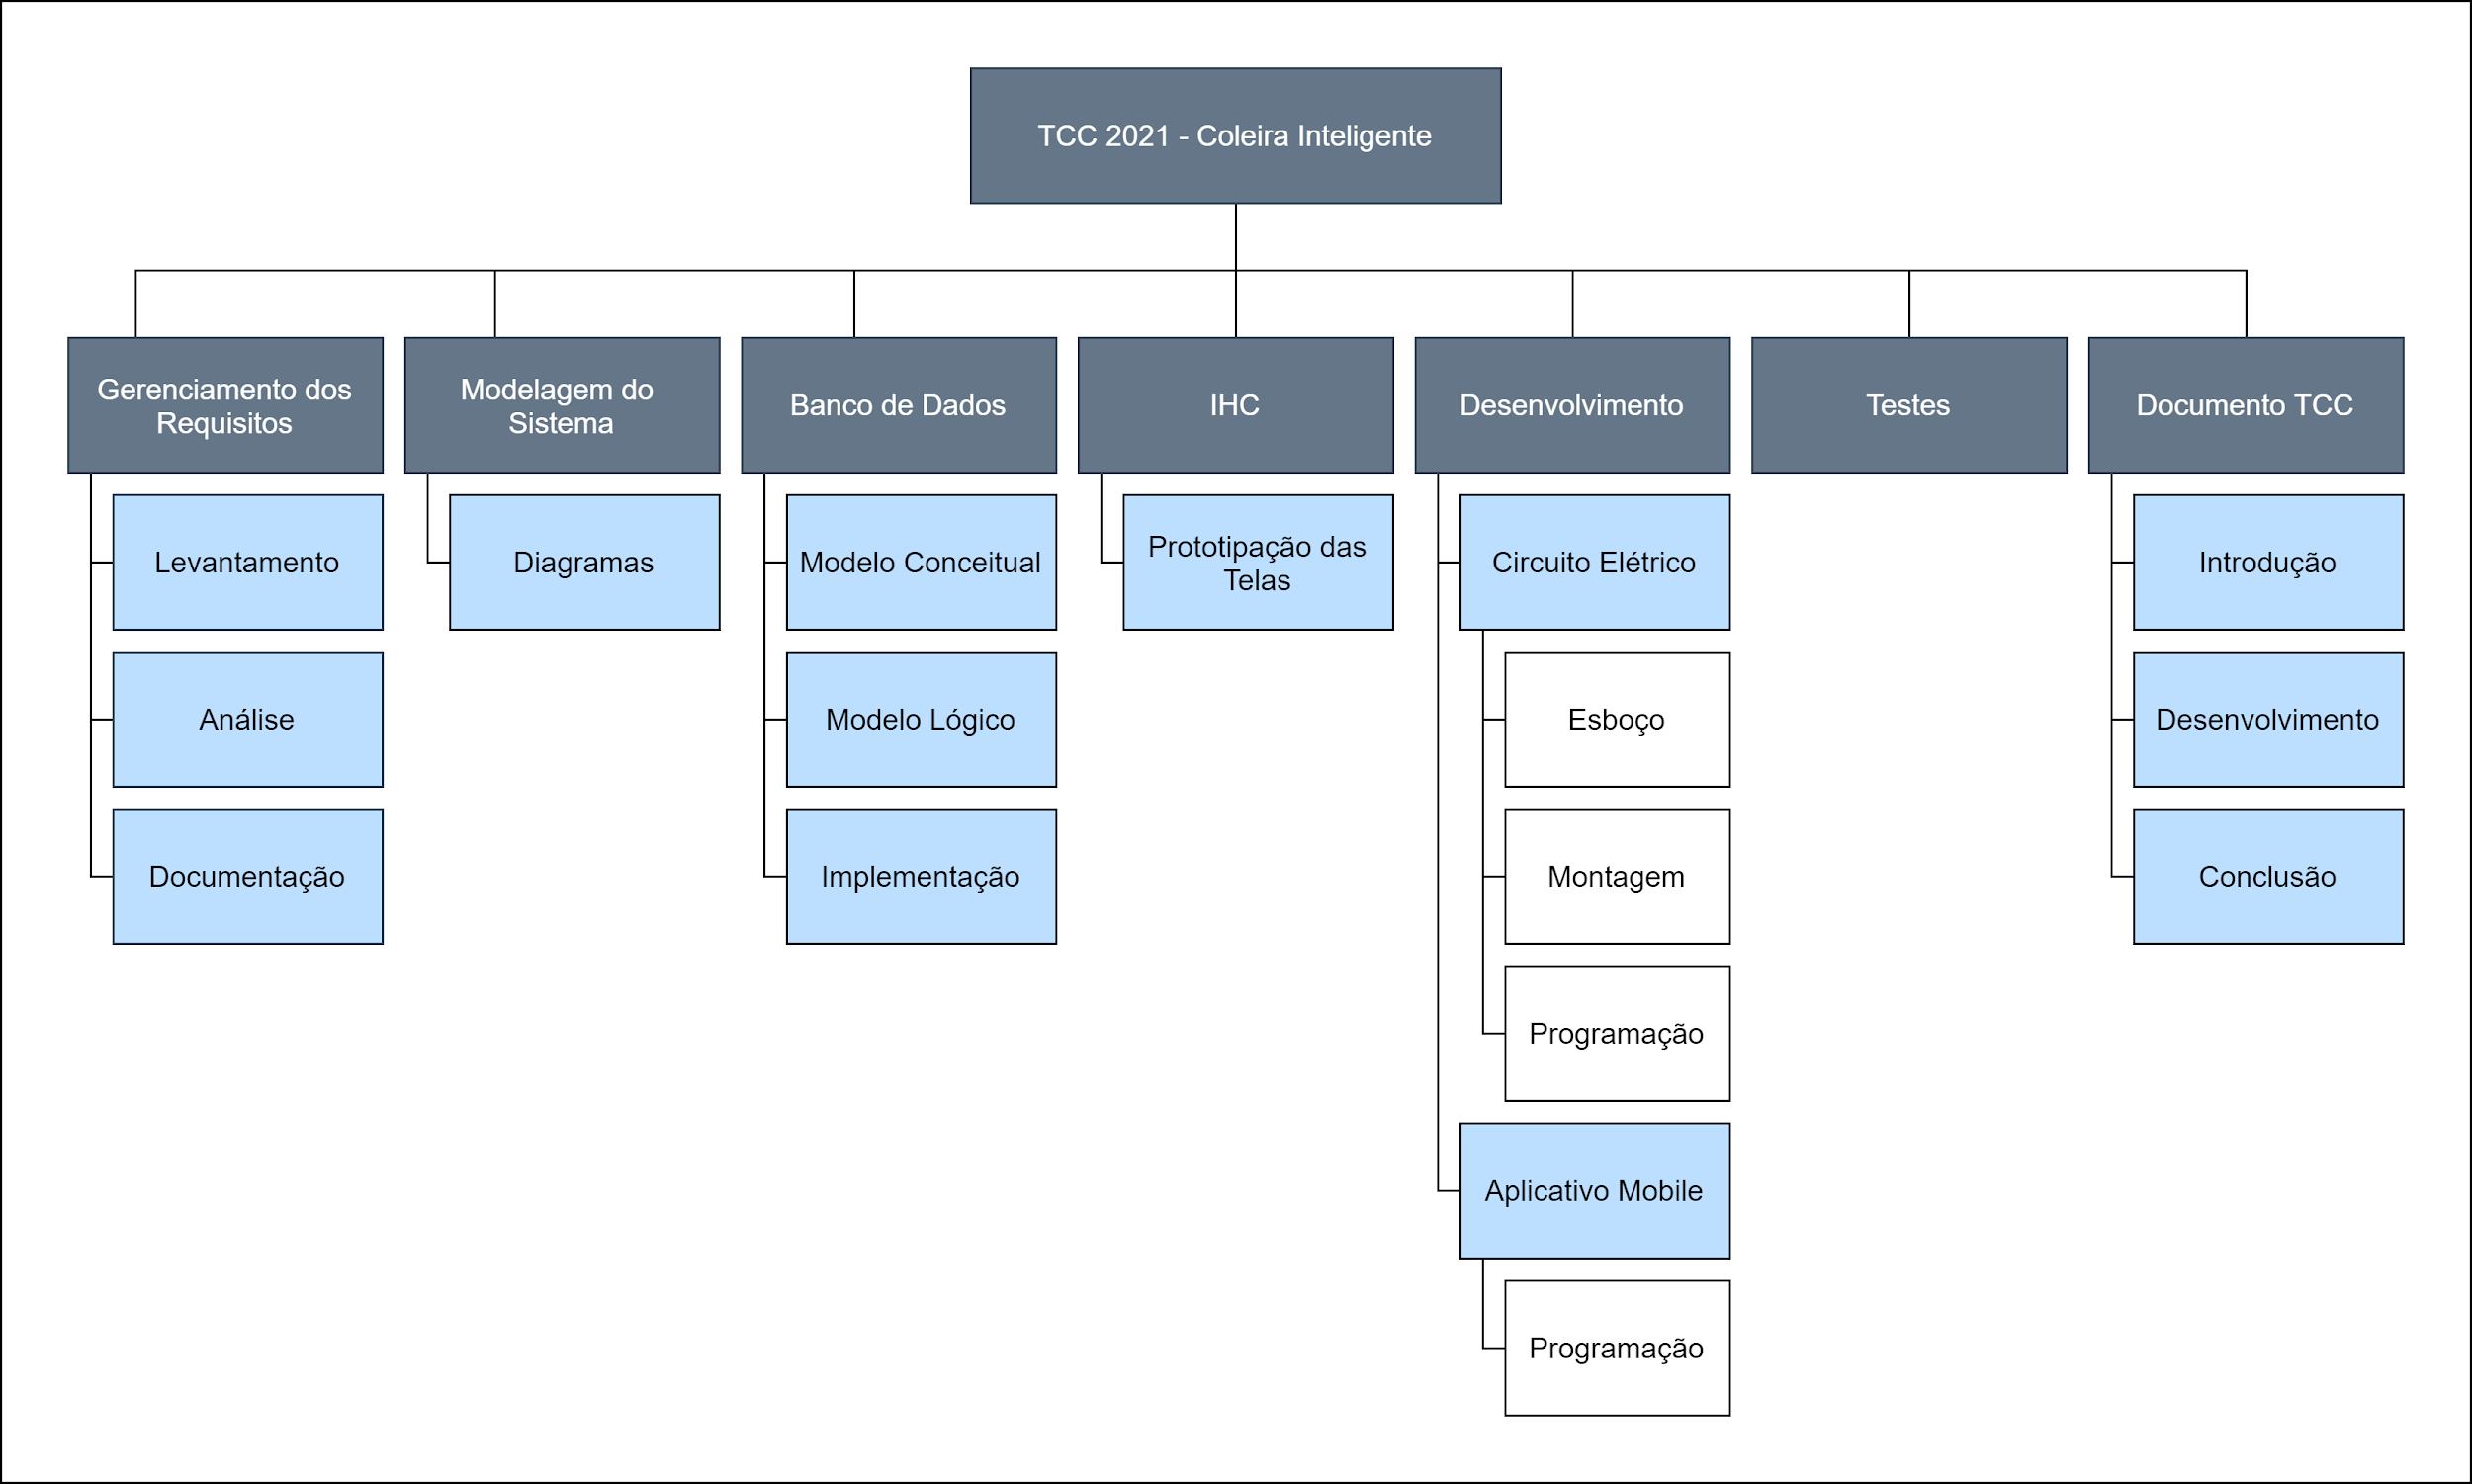 TCC 2021 - Coleira Inteligente
Gerenciamento dos
Requisitos
Levantamento
Análise
Documentação
Modelagem do
Sistema
Diagramas
Banco de Dados
Modelo Conceitual
Modelo Lógico
Implementação
IHC
Prototipação das
Telas
Desenvolvimento
Circuito Elétrico
Esboço
Montagem
Programação
Aplicativo Mobile
Programação
Testes
Documento TCC
Introdução
Desenvolvimento
Conclusão